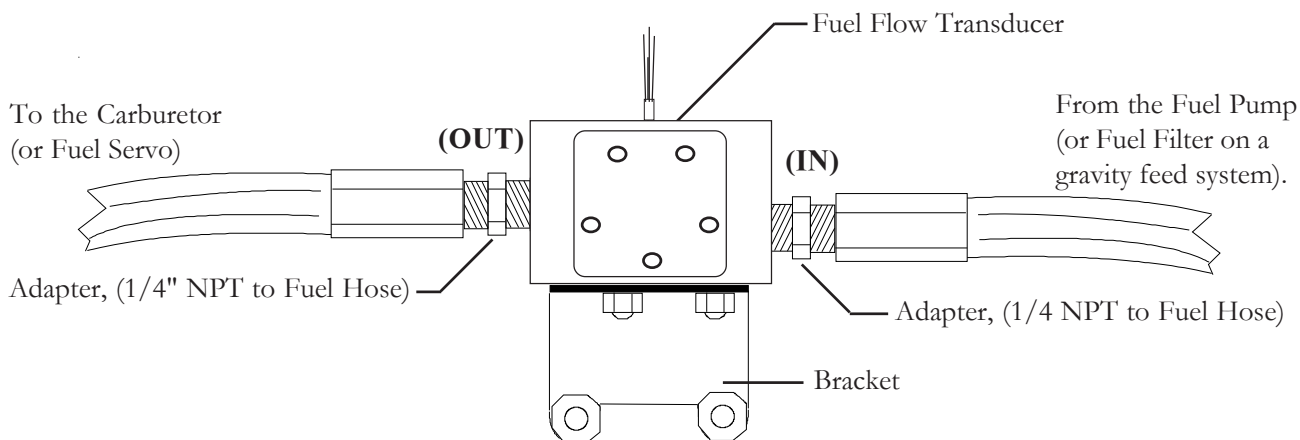 Fuel Flow Transducer
To the Carburetor
(or Fuel Servo)
(OUT)
(IN)
From the Fuel Pump
(or Fuel Filter on a
gravity feed system).
Adapter, (1/4" NPT to Fuel Hose)
Adapter, (1/4 NPT to Fuel Hose)
Bracket